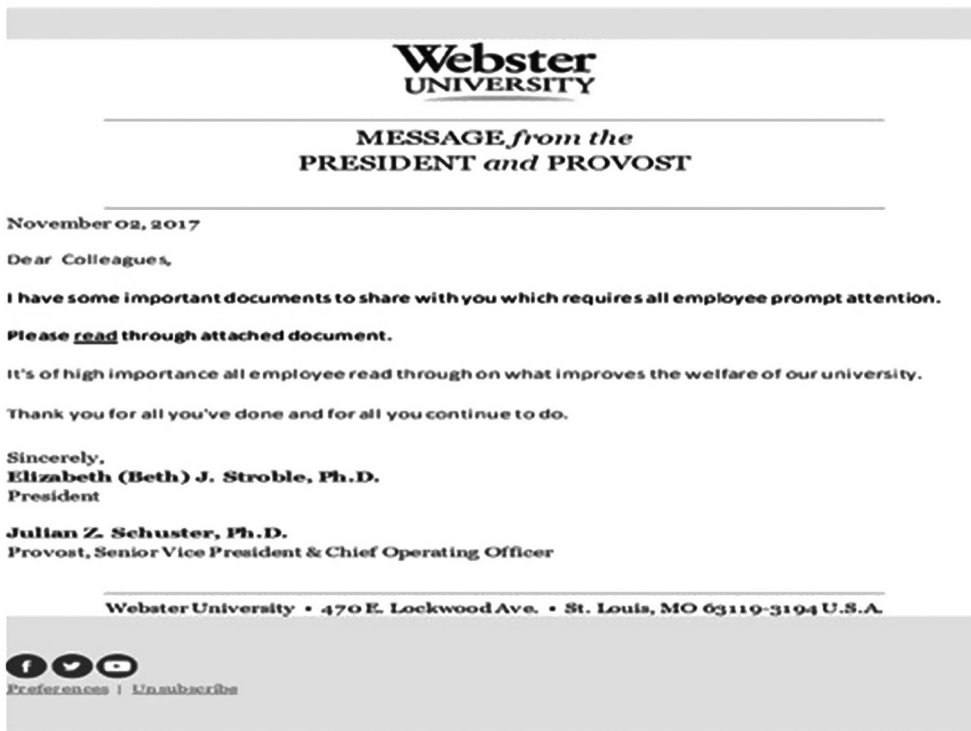 Webster
UNIVERSITY
MESSAGE from the
PRESIDENT and PROVOST
November 02, 2017
Dear Colleagues,
I have some important documents to share with you which requires all employee prompt attention.
Please read through attached document.
It's of high importance all employee read through on what improves the welfare of our university.
Thank you for all you've done and for all you continue to do.
Sincerely,
Elizabeth (Beth) J. Stroble, Ph.D.
President
Julian Z. Schuster, Ph.D.
Provost, Senior Vice President & Chief Operating Officer
Webster University • 470 E. Lockwood Ave. • St. Louis, MO 63119-3194 U.S.A.
Preferences | Unsubscribe